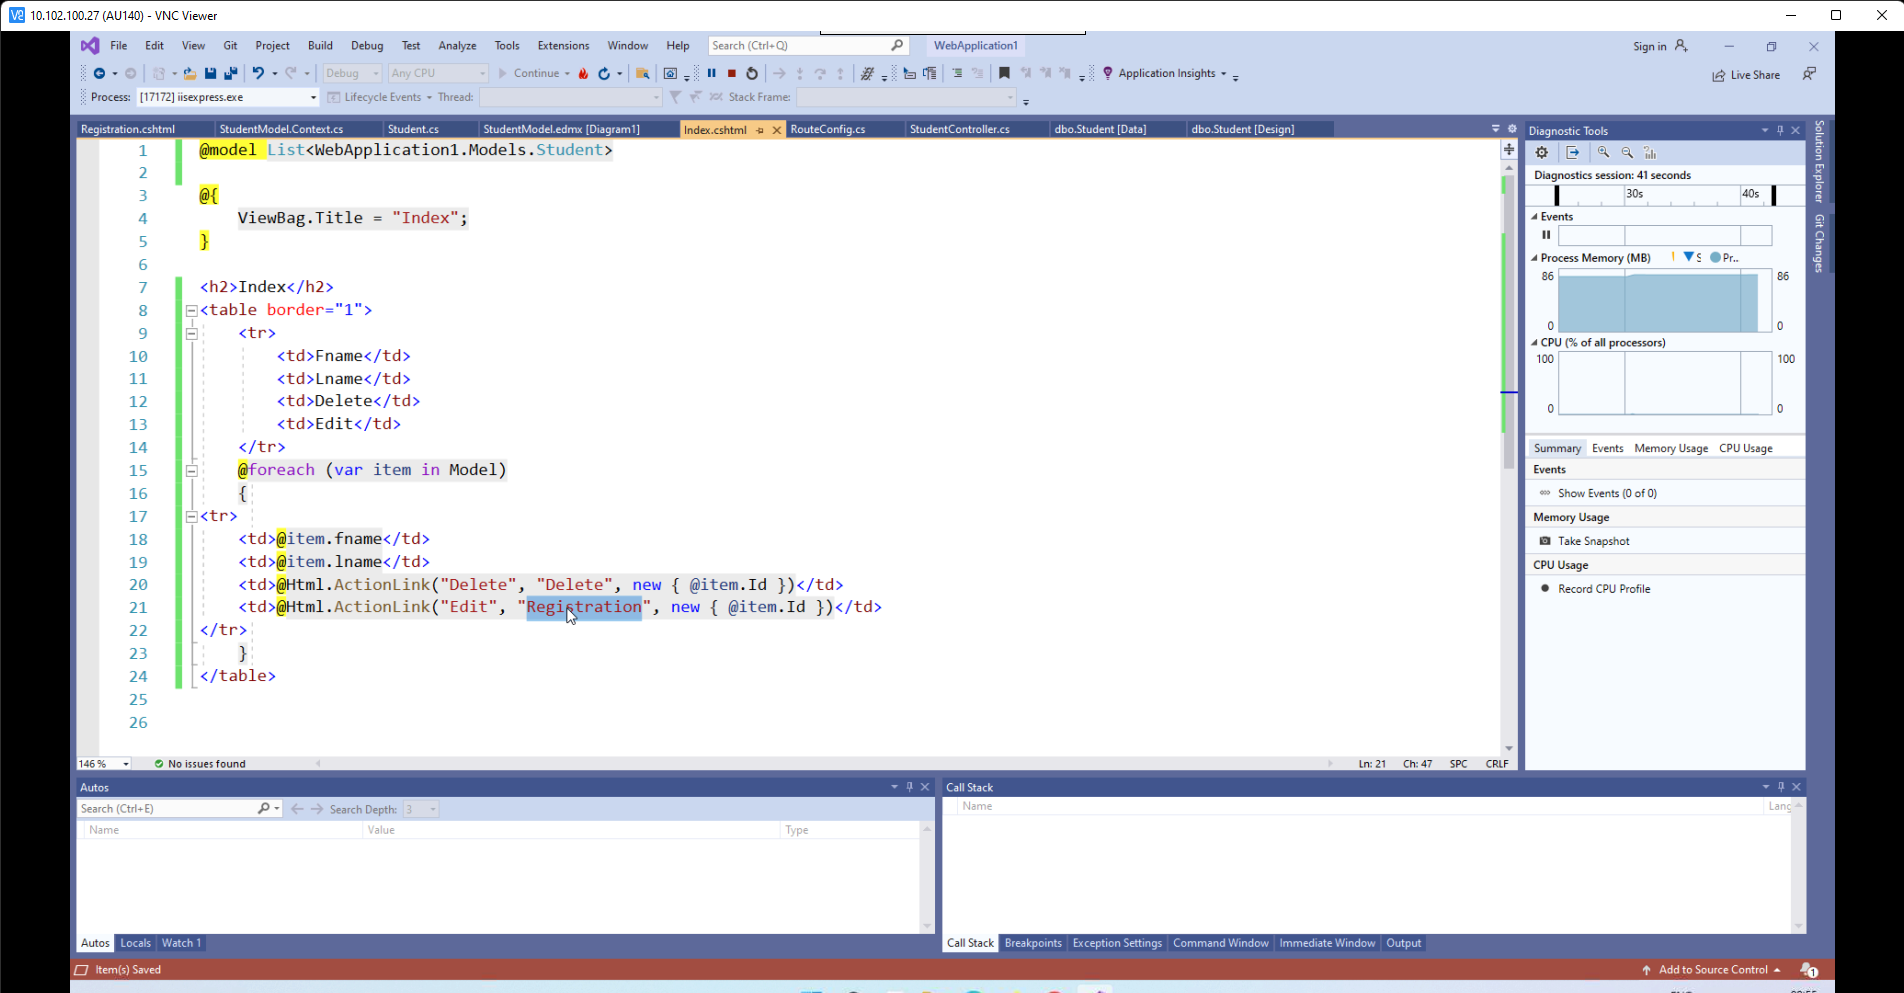 10.102.100.27 (AU140) - VNC Viewer
File Edit View Git Project Build Debug Test Analyze Tools Extensions Window Help Search (Ctrl+Q) WebApplication1 Sign in
Debug Any CPU Continue Application Insights Live Share
Process: [17172] iisexpress.exe Lifecycle Events Thread: Stack Frame:
Registration.cshtml StudentModel.Context.cs Student.cs StudentModel.edmx [Diagram1] Index.cshtml RouteConfig.cs StudentController.cs dbo.Student [Data] dbo.Student [Design]
1 @model List<WebApplication1.Models.Student>
2
3 @{
4 ViewBag.Title = "Index";
5 }
6
7 <h2>Index</h2>
8 <table border="1">
9 <tr>
10 <td>Fname</td>
11 <td>Lname</td>
12 <td>Delete</td>
13 <td>Edit</td>
14 </tr>
15 @foreach (var item in Model)
16 {
17 <tr>
18 <td>@item.fname</td>
19 <td>@item.lname</td>
20 <td>@Html.ActionLink("Delete", "Delete", new { @item.Id })</td>
21 <td>@Html.ActionLink("Edit", "Registration", new { @item.Id })</td>
22 </tr>
23 }
24 </table>
25
26
146 % No issues found Ln: 21 Ch: 47 SPC CRLF
Diagnostic Tools
Diagnostics session: 41 seconds
30s 40s
Events
Process Memory (MB) S Pr..
86 86
0 0
CPU (% of all processors)
100 100
0 0
Summary Events Memory Usage CPU Usage
Events
Show Events (0 of 0)
Memory Usage
Take Snapshot
CPU Usage
Record CPU Profile
Solution Explorer
Git Changes
Autos
Search (Ctrl+E) Search Depth: 3
Name Value Type
Autos Locals Watch 1
Call Stack
Name Lang
Call Stack Breakpoints Exception Settings Command Window Immediate Window Output
Item(s) Saved Add to Source Control 1